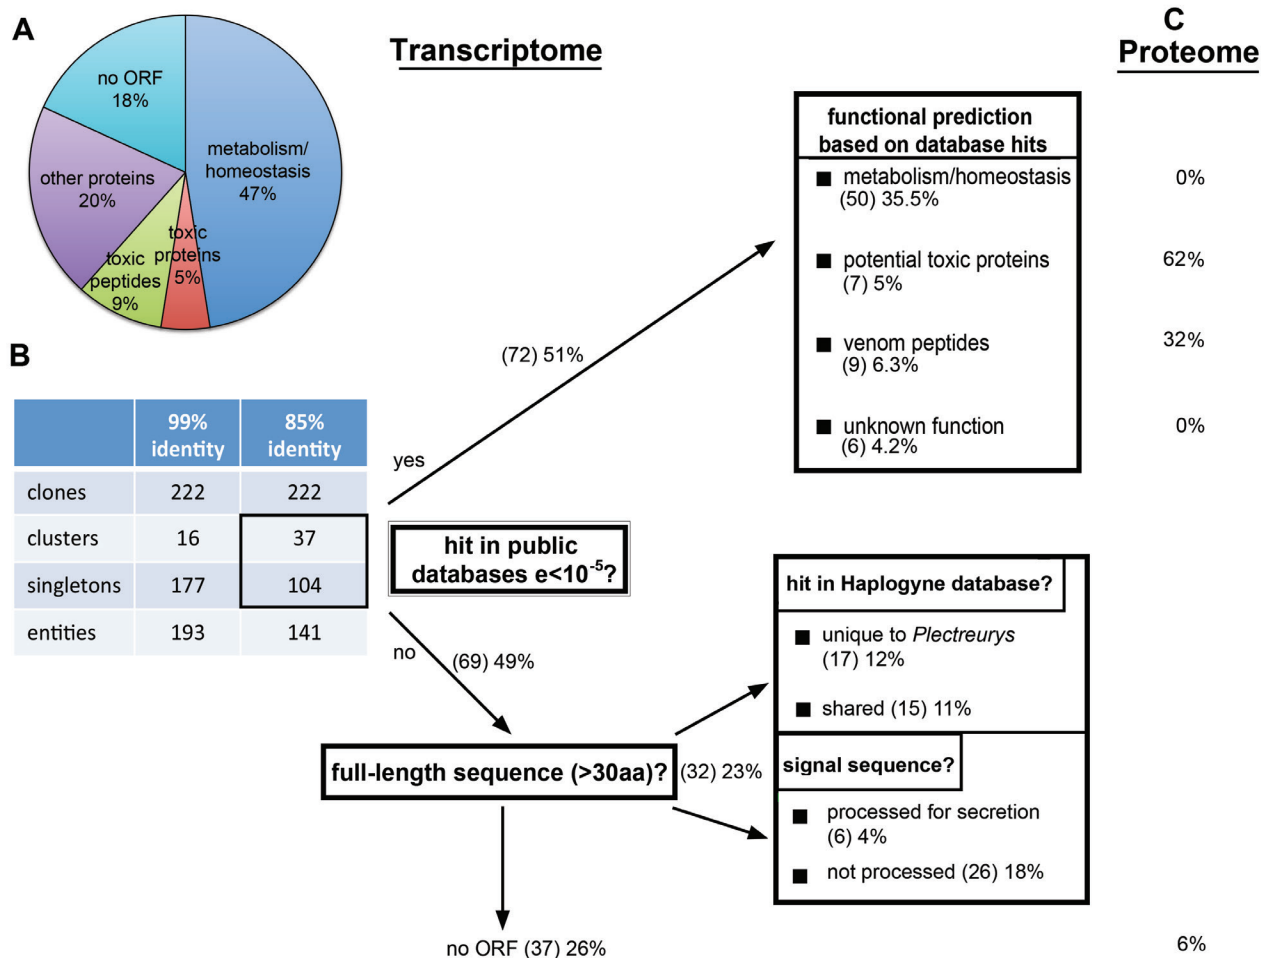 A
Transcriptome
C
Proteome
no ORF
18%
metabolism/
homeostasis
47%
other proteins
20%
toxic
proteins
5%
toxic
peptides
9%
functional prediction
based on database hits
metabolism/homeostasis
(50) 35.5%
0%
potential toxic proteins
(7) 5%
62%
venom peptides
(9) 6.3%
32%
unknown function
(6) 4.2%
0%
(72) 51%
B
99% identity 85% identity
clones 222 222
clusters 16 37
singletons 177 104
entities 193 141
yes
hit in public
databases e<10⁻⁵?
no
(69) 49%
full-length sequence (>30aa)?
(32) 23%
hit in Haplogyne database?
unique to Plectreurys
(17) 12%
shared (15) 11%
signal sequence?
processed for secretion
(6) 4%
not processed (26) 18%
no ORF (37) 26%
6%